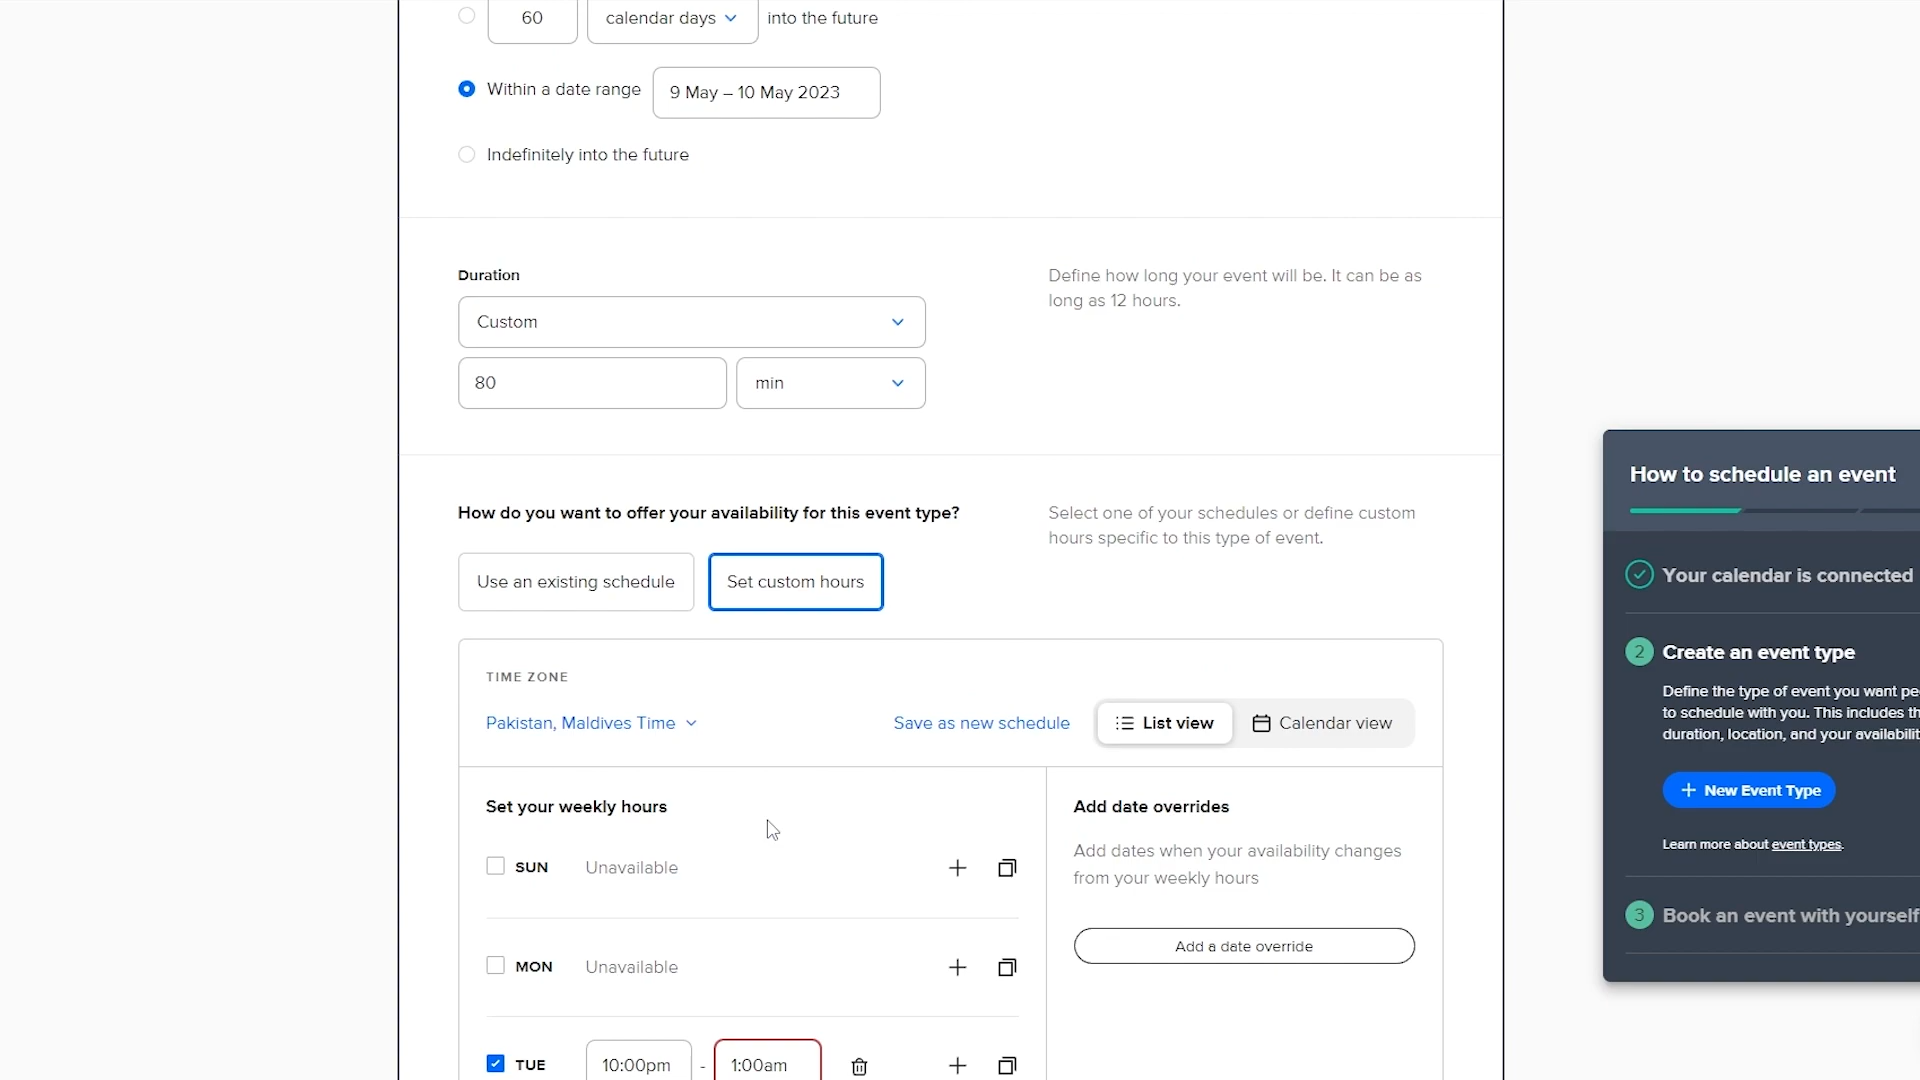 60 calendar days into the future
Within a date range 9 May – 10 May 2023
Indefinitely into the future
Duration
Custom
80 min
Define how long your event will be. It can be as
long as 12 hours.
How do you want to offer your availability for this event type?
Use an existing schedule Set custom hours
Select one of your schedules or define custom
hours specific to this type of event.
TIME ZONE
Pakistan, Maldives Time Save as new schedule List view Calendar view
Set your weekly hours
SUN Unavailable
MON Unavailable
TUE 10:00pm - 1:00am
Add date overrides
Add dates when your availability changes
from your weekly hours
Add a date override
How to schedule an event
Your calendar is connected
2 Create an event type
Define the type of event you want
to schedule with you. This includes
duration, location, and your
+ New Event Type
Learn more about event types.
3 Book an event with yourself